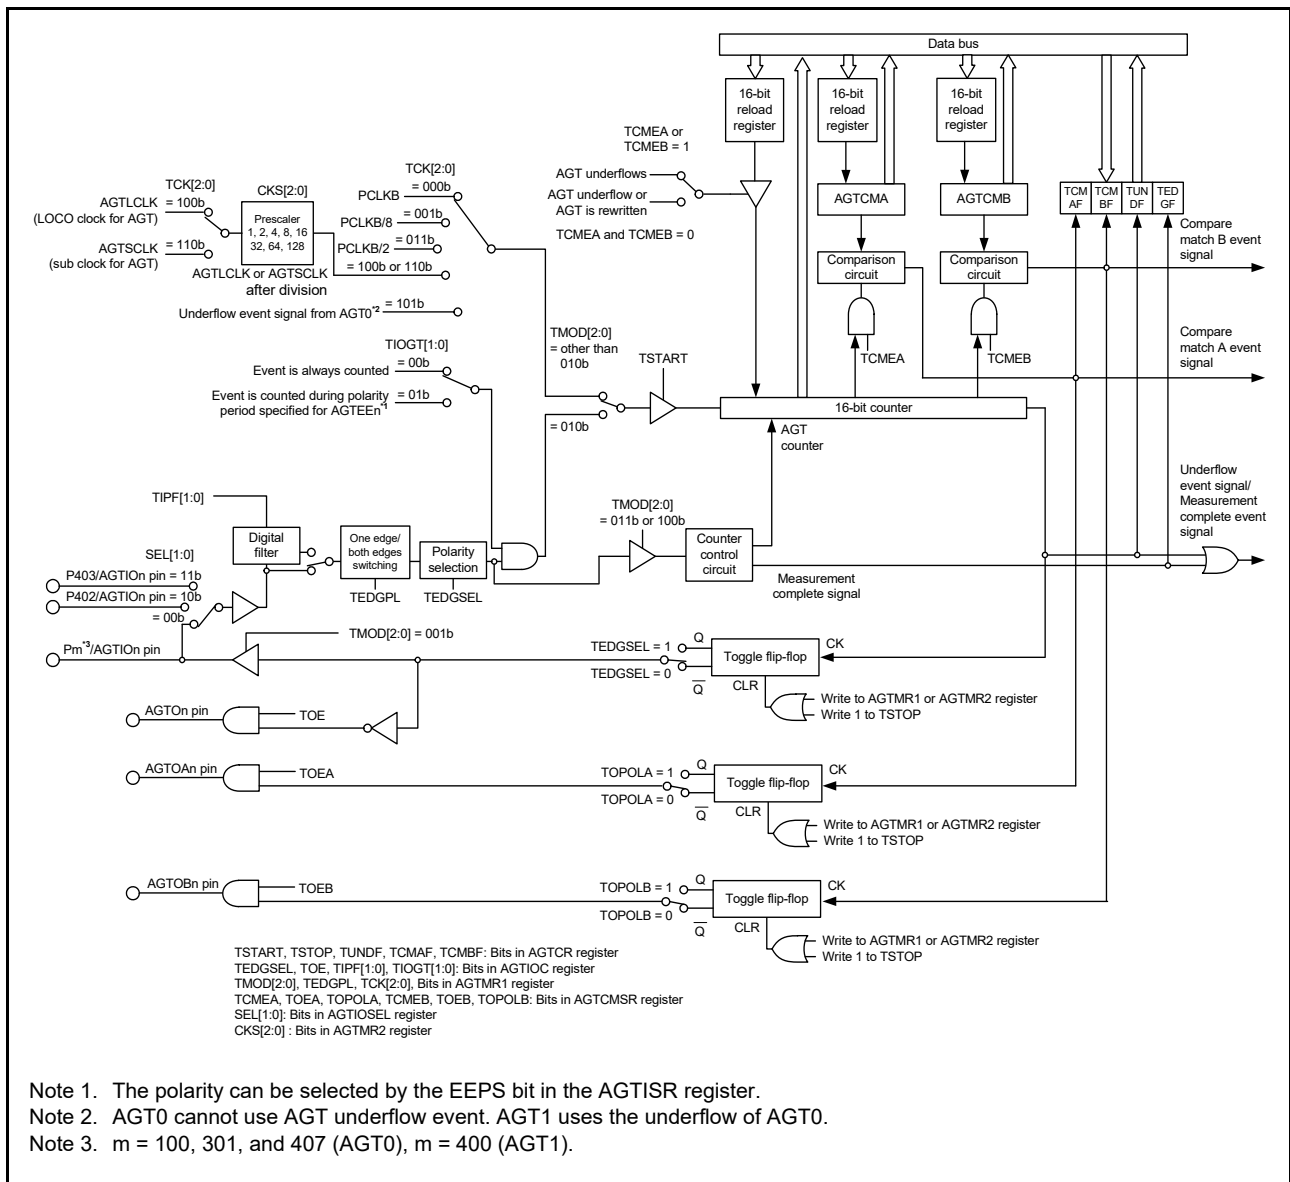 Data bus
16-bit
reload
register
16-bit
reload
register
16-bit
reload
register
TCMEA or
TCMEB = 1
AGT underflows
AGT underflow or
AGT is rewritten
TCMEA and TCMEB = 0
AGTCMA
AGTCMB
TCM
AF
TCM
BF
TUN
DF
TED
GF
Compare
match B event
signal
Comparison
circuit
Comparison
circuit
TCMEA
TCMEB
Compare
match A event
signal
TCK[2:0]
AGTLCLK = 100b
(LOCO clock for AGT)
AGTSCLK = 110b
(sub clock for AGT)
CKS[2:0]
Prescaler
1, 2, 4, 8, 16
32, 64, 128
AGTLCLK or AGTSCLK
after division
TCK[2:0]
PCLKB = 000b
PCLKB/8 = 001b
PCLKB/2 = 011b
= 100b or 110b
Underflow event signal from AGT0*2 = 101b
TIOGT[1:0]
Event is always counted = 00b
Event is counted during polarity
period specified for AGTEEn*1 = 01b
TMOD[2:0]
= other than
010b
= 010b
TSTART
16-bit counter
AGT
counter
TIPF[1:0]
Digital
filter
SEL[1:0]
P403/AGTIOn pin = 11b
P402/AGTIOn pin = 10b
= 00b
One edge/
both edges
switching
TEDGPL
Polarity
selection
TEDGSEL
TMOD[2:0]
= 011b or 100b
Counter
control
circuit
Measurement
complete signal
Underflow
event signal/
Measurement
complete event
signal
Pm*3/AGTIOn pin
TMOD[2:0] = 001b
TEDGSEL = 1
TEDGSEL = 0
Q
Q
Toggle flip-flop
CK
CLR
Write to AGTMR1 or AGTMR2 register
Write 1 to TSTOP
AGTOn pin
TOE
AGTOAn pin
TOEA
TOPOLA = 1
TOPOLA = 0
Q
Q
Toggle flip-flop
CK
CLR
Write to AGTMR1 or AGTMR2 register
Write 1 to TSTOP
AGTOBn pin
TOEB
TOPOLB = 1
TOPOLB = 0
Q
Q
Toggle flip-flop
CK
CLR
Write to AGTMR1 or AGTMR2 register
Write 1 to TSTOP
TSTART, TSTOP, TUNDF, TCMAF, TCMBF: Bits in AGTCR register
TEDGSEL, TOE, TIPF[1:0], TIOGT[1:0]: Bits in AGTIOC register
TMOD[2:0], TEDGPL, TCK[2:0], Bits in AGTMR1 register
TCMEA, TOEA, TOPOLA, TCMEB, TOEB, TOPOLB: Bits in AGTCMSR register
SEL[1:0]: Bits in AGTIOSEL register
CKS[2:0] : Bits in AGTMR2 register
Note 1. The polarity can be selected by the EEPS bit in the AGTISR register.
Note 2. AGT0 cannot use AGT underflow event. AGT1 uses the underflow of AGT0.
Note 3. m = 100, 301, and 407 (AGT0), m = 400 (AGT1).